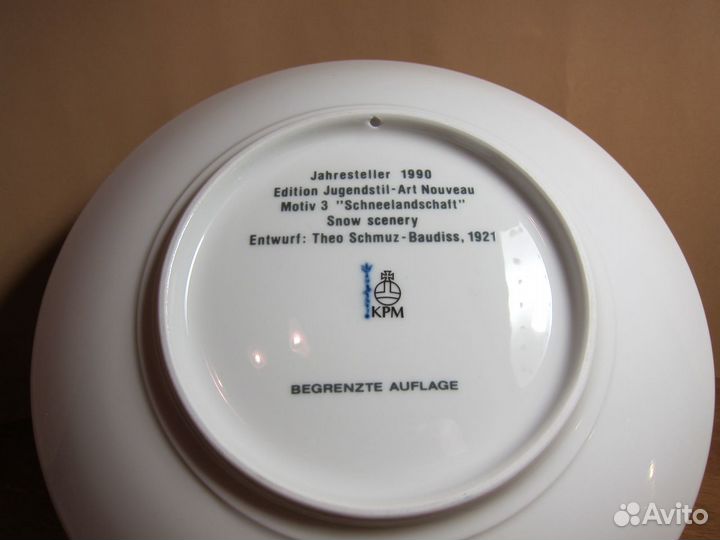 Jahresteller 1990
Edition Jugendstil-Art Nouveau
Motiv 3 "Schneelandschaft"
Snow scenery
Entwurf: Theo Schmuz-Baudiss, 1921
KPM
BEGRENZTE AUFLAGE
Avito